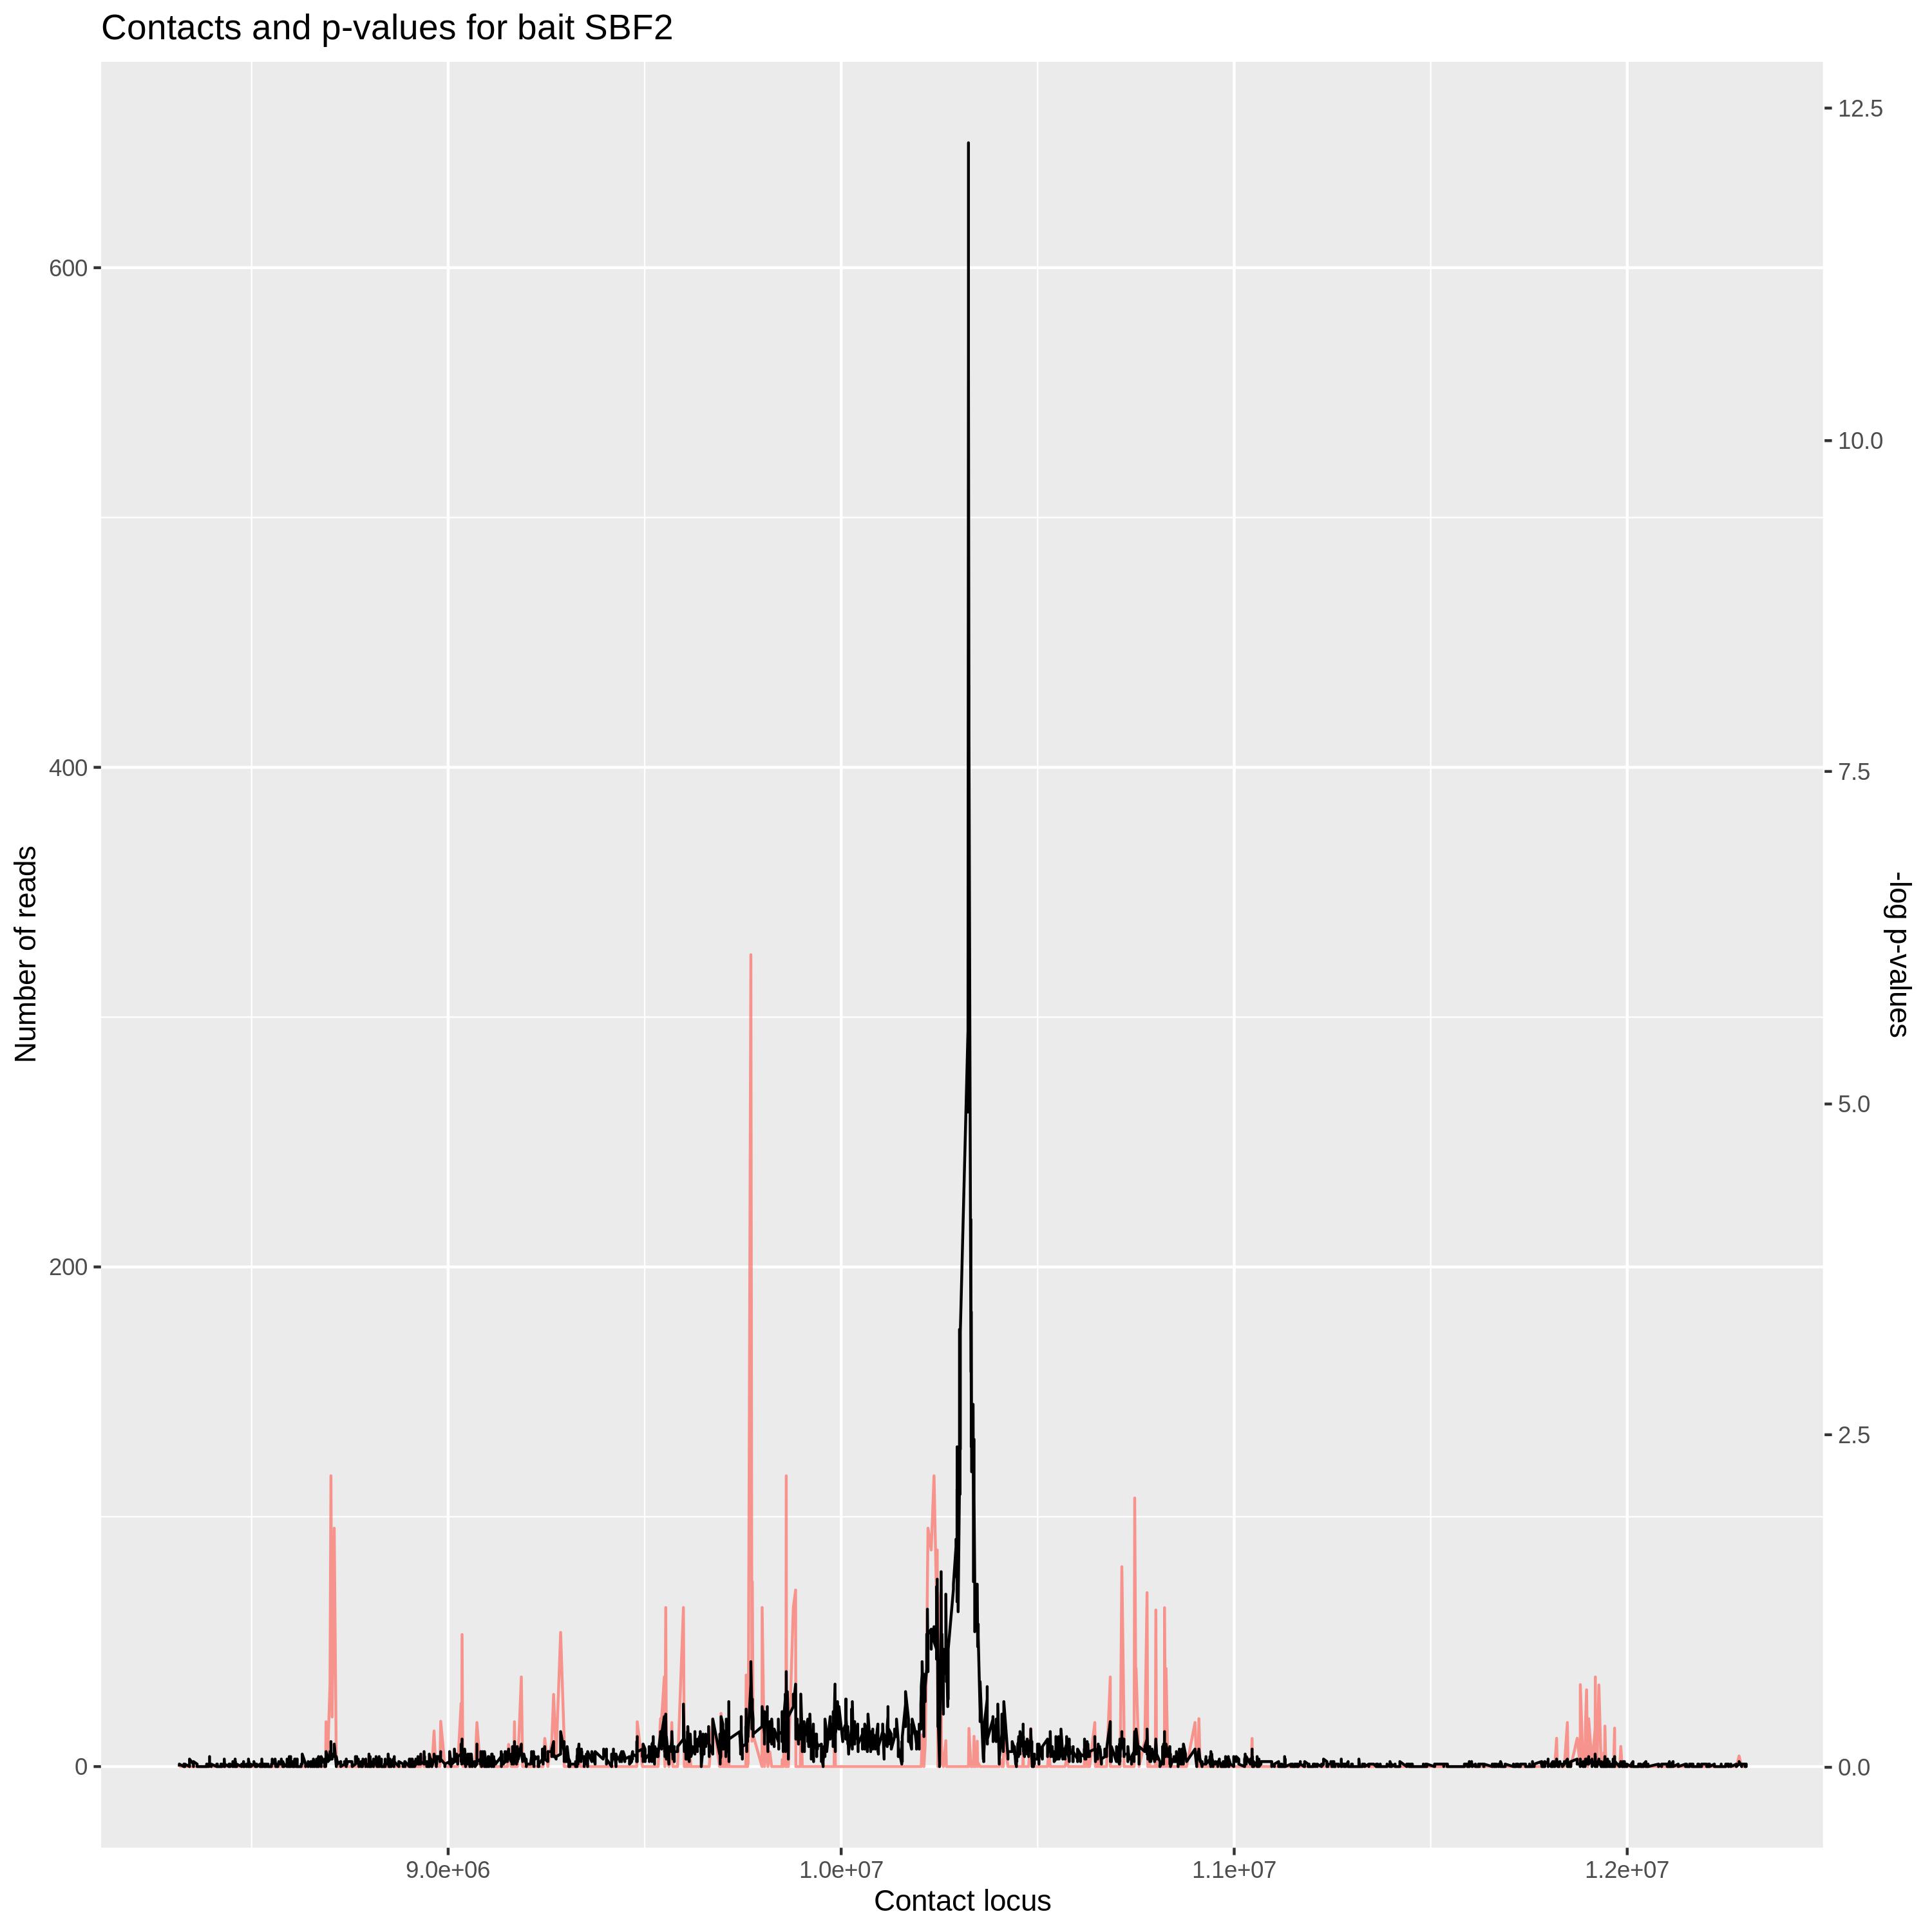 Contacts and p-values for bait SBF2
12.5
600
10.0
400
7.5
Number of reads
-log p-values
5.0
200
2.5
0
0.0
9.0e+06
1.0e+07
1.1e+07
1.2e+07
Contact locus